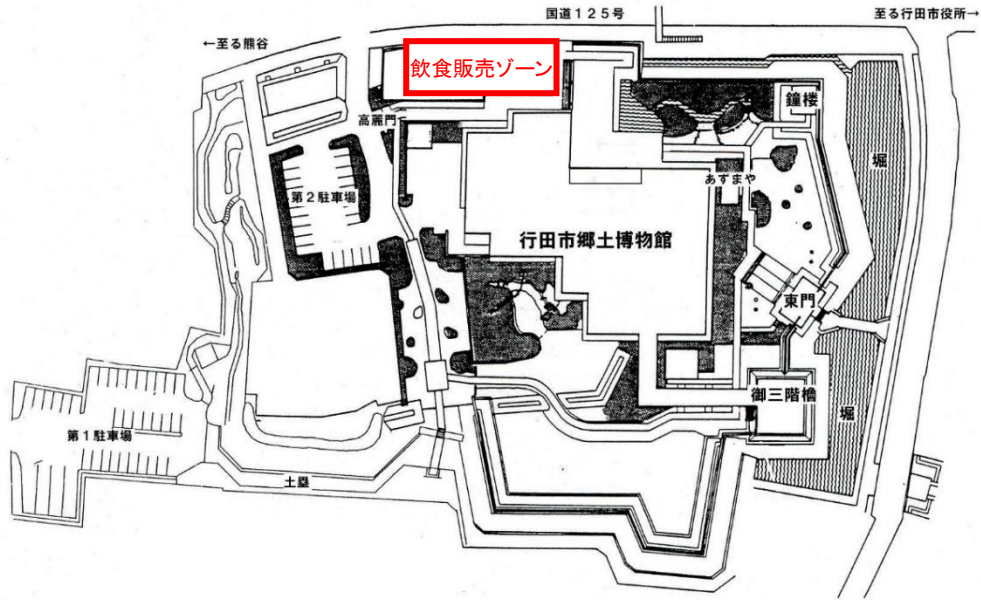 国道125号
至る行田市役所→
←至る熊谷
飲食販売ゾーン
鐘楼
高麗門
堀
あずまや
第2駐車場
行田市郷土博物館
東門
御三階櫓
堀
第1駐車場
土塁